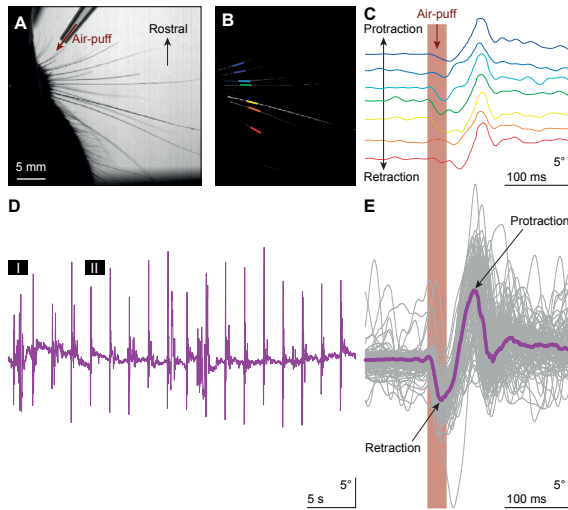 A
Air-puff
Rostral
5 mm
B
C
Protraction
Air-puff
Retraction
5°
100 ms
D
I
II
5°
5 s
E
Protraction
Retraction
5°
100 ms